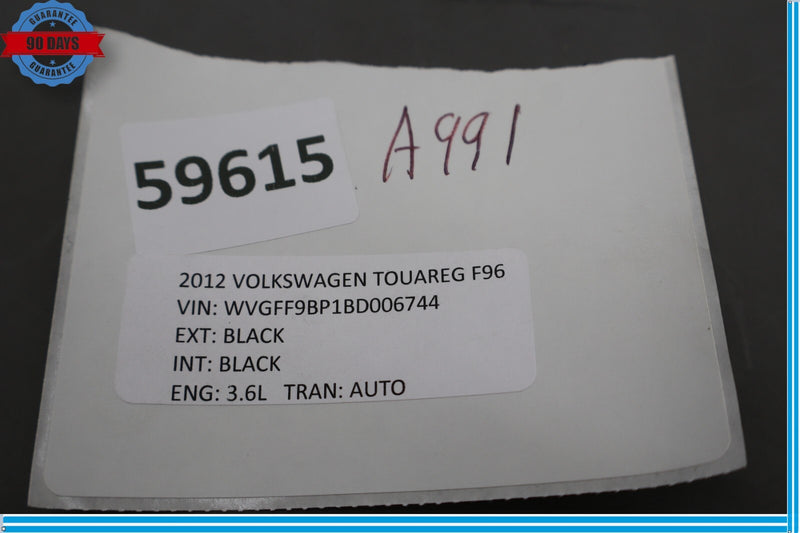 GUARANTEE
90 DAYS
GUARANTEE
59615
A991
2012 VOLKSWAGEN TOUAREG F96
VIN: WVGFF9BP1BD006744
EXT: BLACK
INT: BLACK
ENG: 3.6L TRAN: AUTO